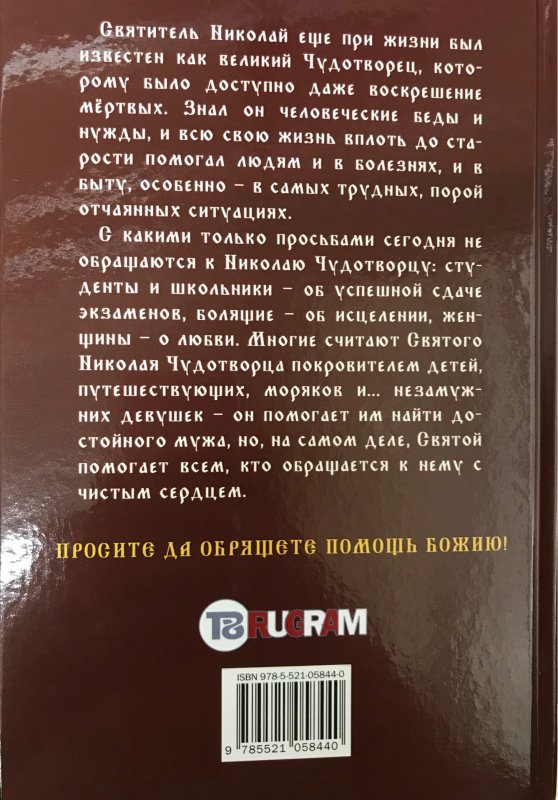 Святитель Николай еще при жизни был
известен как великий Чудотворец, кото-
рому было доступно даже воскрешение
мёртвых. Знал он человеческие беды и
нужды, и всю свою жизнь вплоть до ста-
рости помогал людям и в болезнях, и в
быту, особенно – в самых трудных, порой
отчаянных ситуациях.
С какими только просьбами сегодня не
обращаются к Николаю Чудотворцу: сту-
денты и школьники – об успешной сдаче
экзаменов, болящие – об исцелении, жен-
щины – о любви. Многие считают Святого
Николая Чудотворца покровителем детей,
путешествующих, моряков и... незамуж-
них девушек – он помогает им найти до-
стойного мужа, но, на самом деле, Святой
помогает всем, кто обращается к нему с
чистым сердцем.
ПРОСИТЕ ДА ОБРЯЩЕТЕ ПОМОЩЬ БОЖИЮ!
T8 RUGRAM
ISBN 978-5-521-05844-0
9 785521 058440